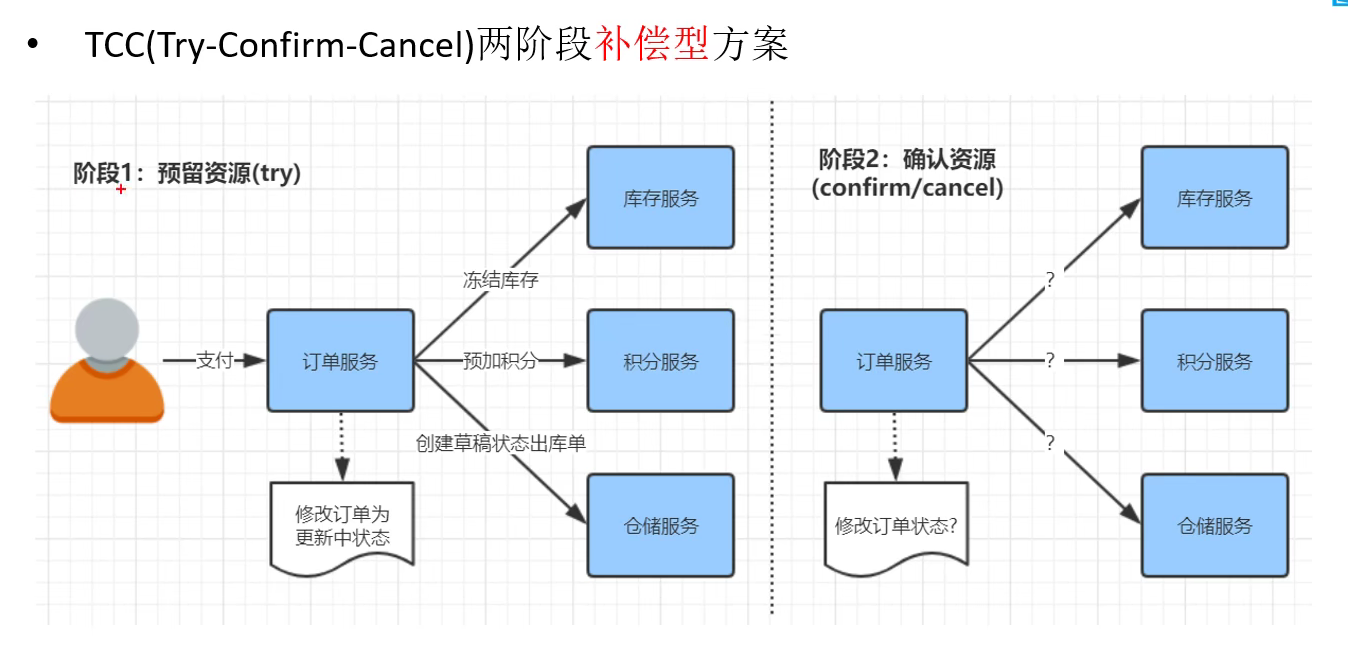 • TCC(Try-Confirm-Cancel)两阶段补偿型方案
阶段1：预留资源(try)
支付
订单服务
冻结库存
预加积分
创建草稿状态出库单
库存服务
积分服务
仓储服务
修改订单为
更新中状态
阶段2：确认资源
(confirm/cancel)
订单服务
?
?
?
库存服务
积分服务
仓储服务
修改订单状态?